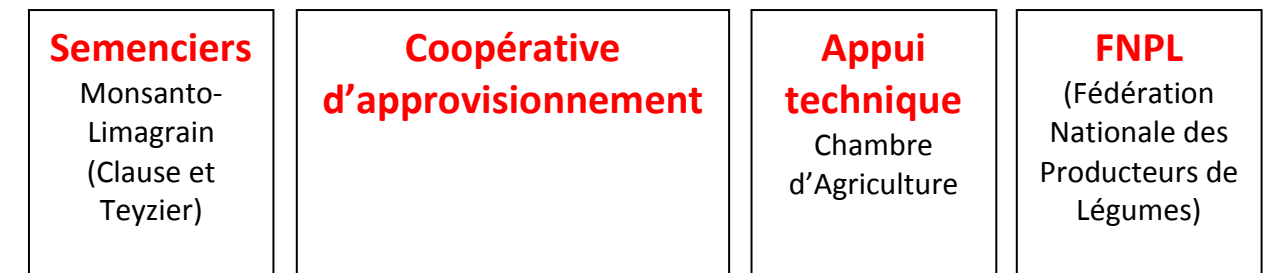 Semenciers
Monsanto-
Limagrain
(Clause et
Teyzier)
Coopérative
d’approvisionnement
Appui
technique
Chambre
d’Agriculture
FNPL
(Fédération
Nationale des
Producteurs de
Légumes)